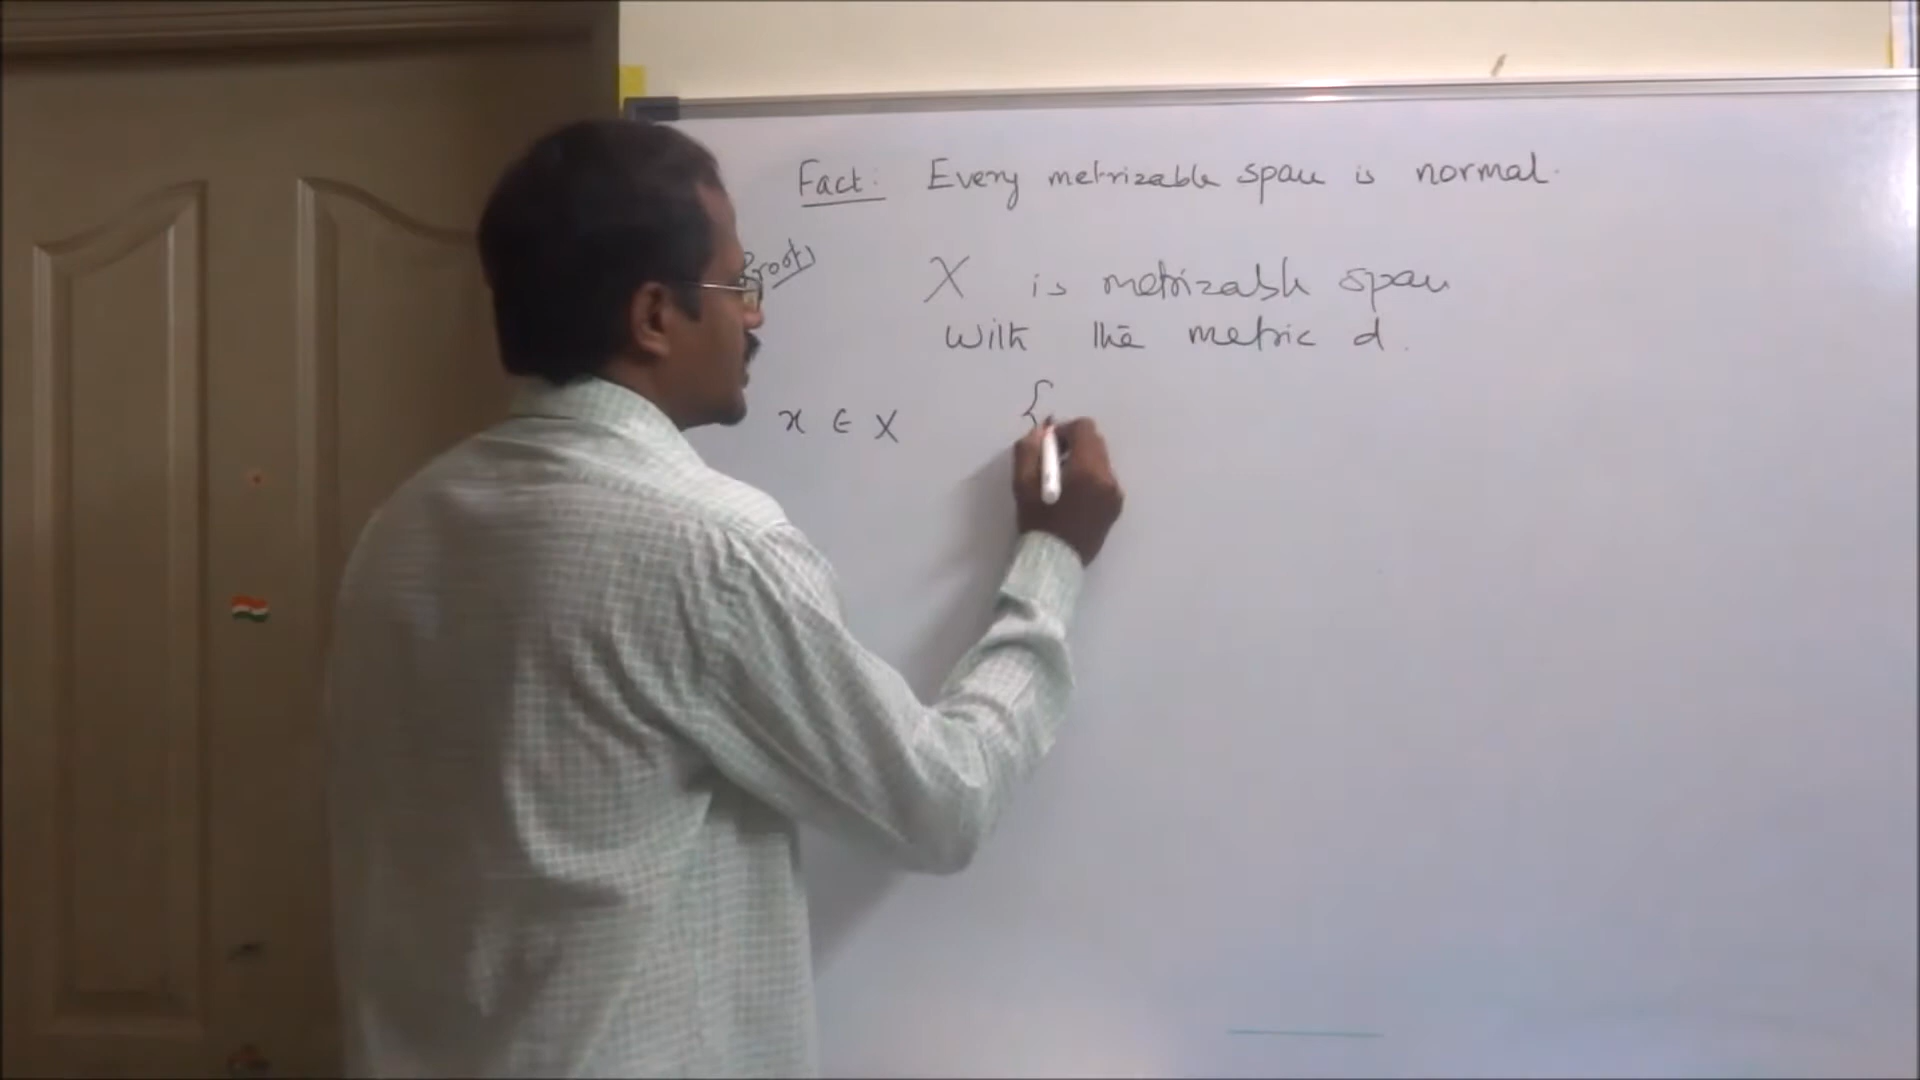 Fact: Every metrizable space is normal.
Proof
X is metrizable space
with the metric d.
x ∈ X {